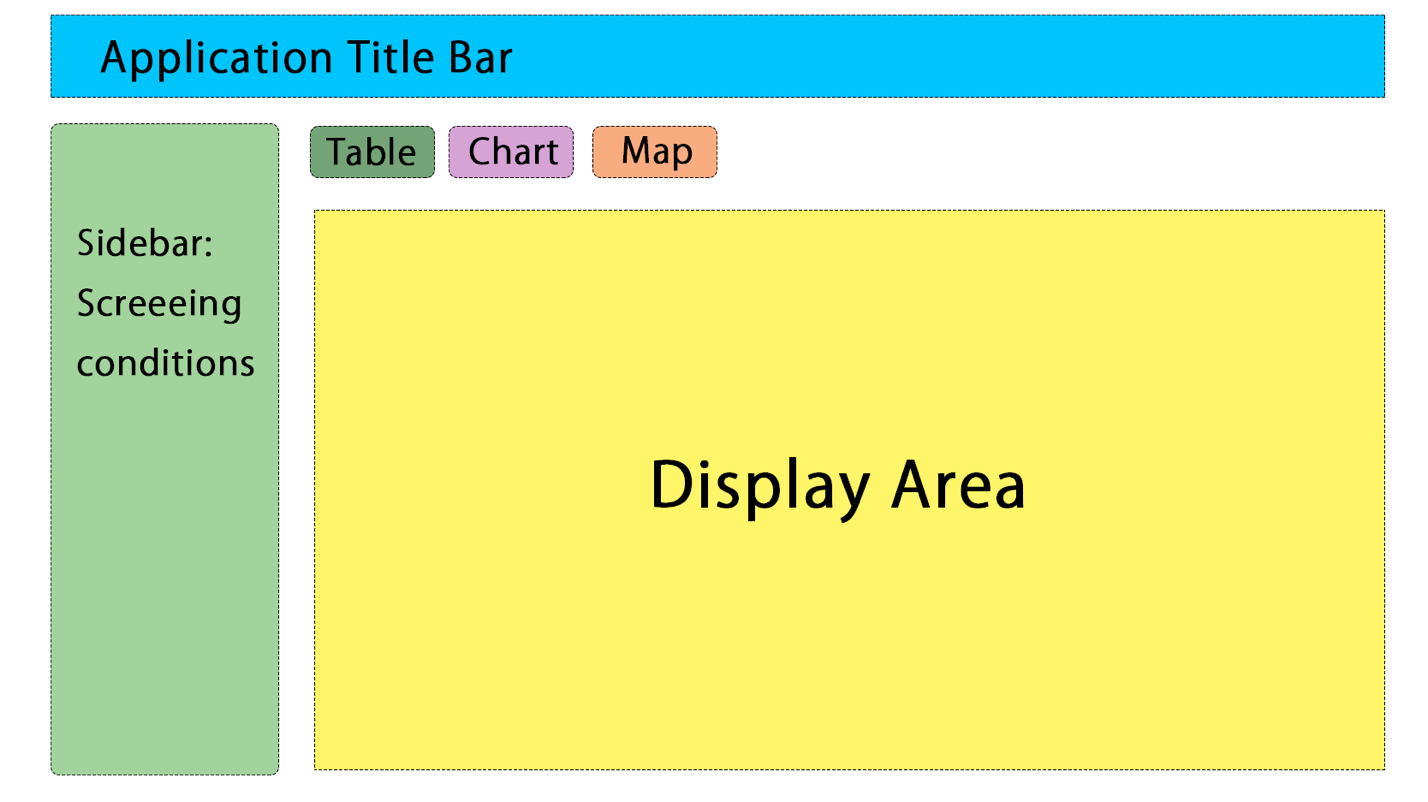 Application Title Bar
Table
Chart
Map
Sidebar:
Screeeing
conditions
Display Area